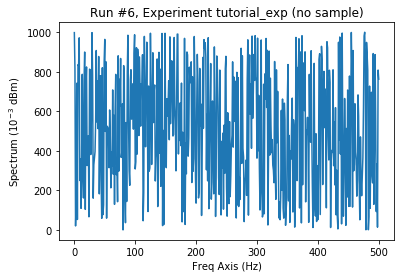 Run #6, Experiment tutorial_exp (no sample)
1000
800
600
400
200
0
Spectrum (10⁻³ dBm)
0 100 200 300 400 500
Freq Axis (Hz)